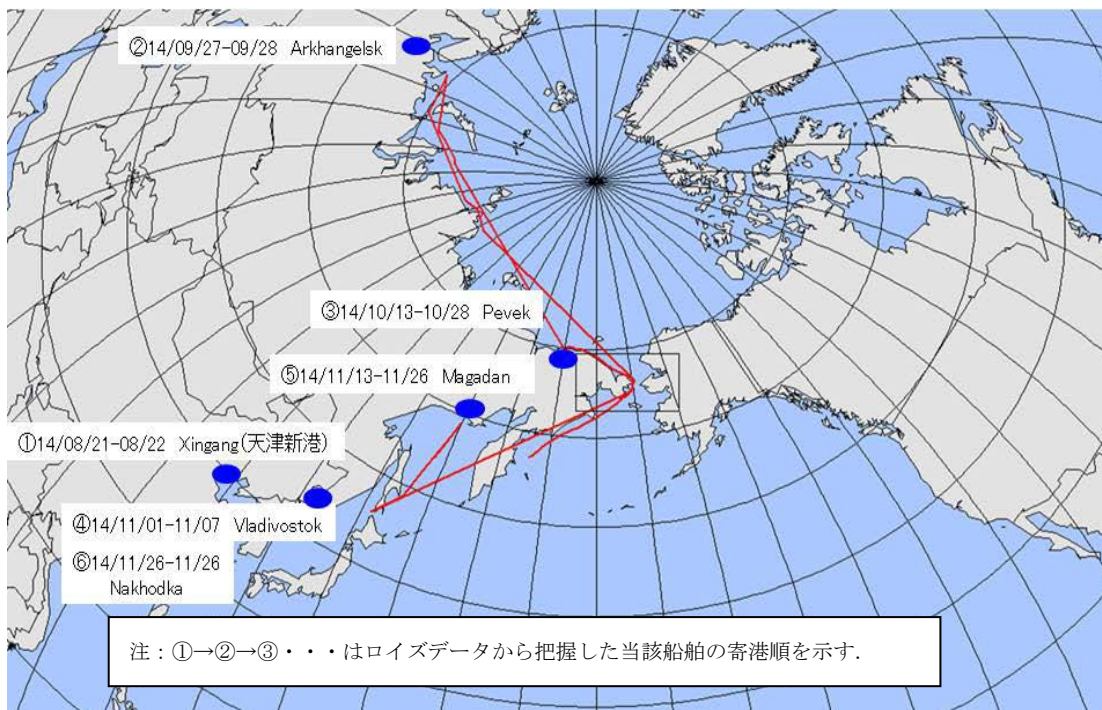 ②14/09/27-09/28 Arkhangelsk
③14/10/13-10/28 Pevek
⑤14/11/13-11/26 Magadan
①14/08/21-08/22 Xingang(天津新港)
④14/11/01-11/07 Vladivostok
⑥14/11/26-11/26
Nakhodka
注：①→②→③・・・はロイズデータから把握した当該船舶の寄港順を示す.